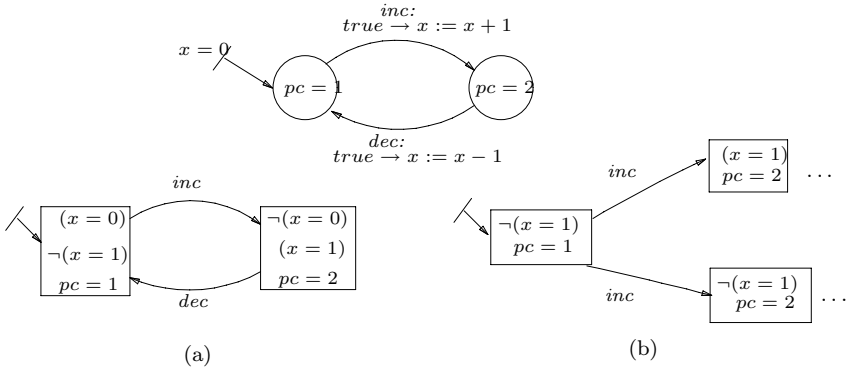 inc:
true → x := x + 1
x = 0
pc = 1
pc = 2
dec:
true → x := x − 1
inc
(x = 0)
¬(x = 1)
pc = 1
¬(x = 0)
(x = 1)
pc = 2
dec
(a)
¬(x = 1)
pc = 1
inc
(x = 1)
pc = 2
...
inc
¬(x = 1)
pc = 2
...
(b)